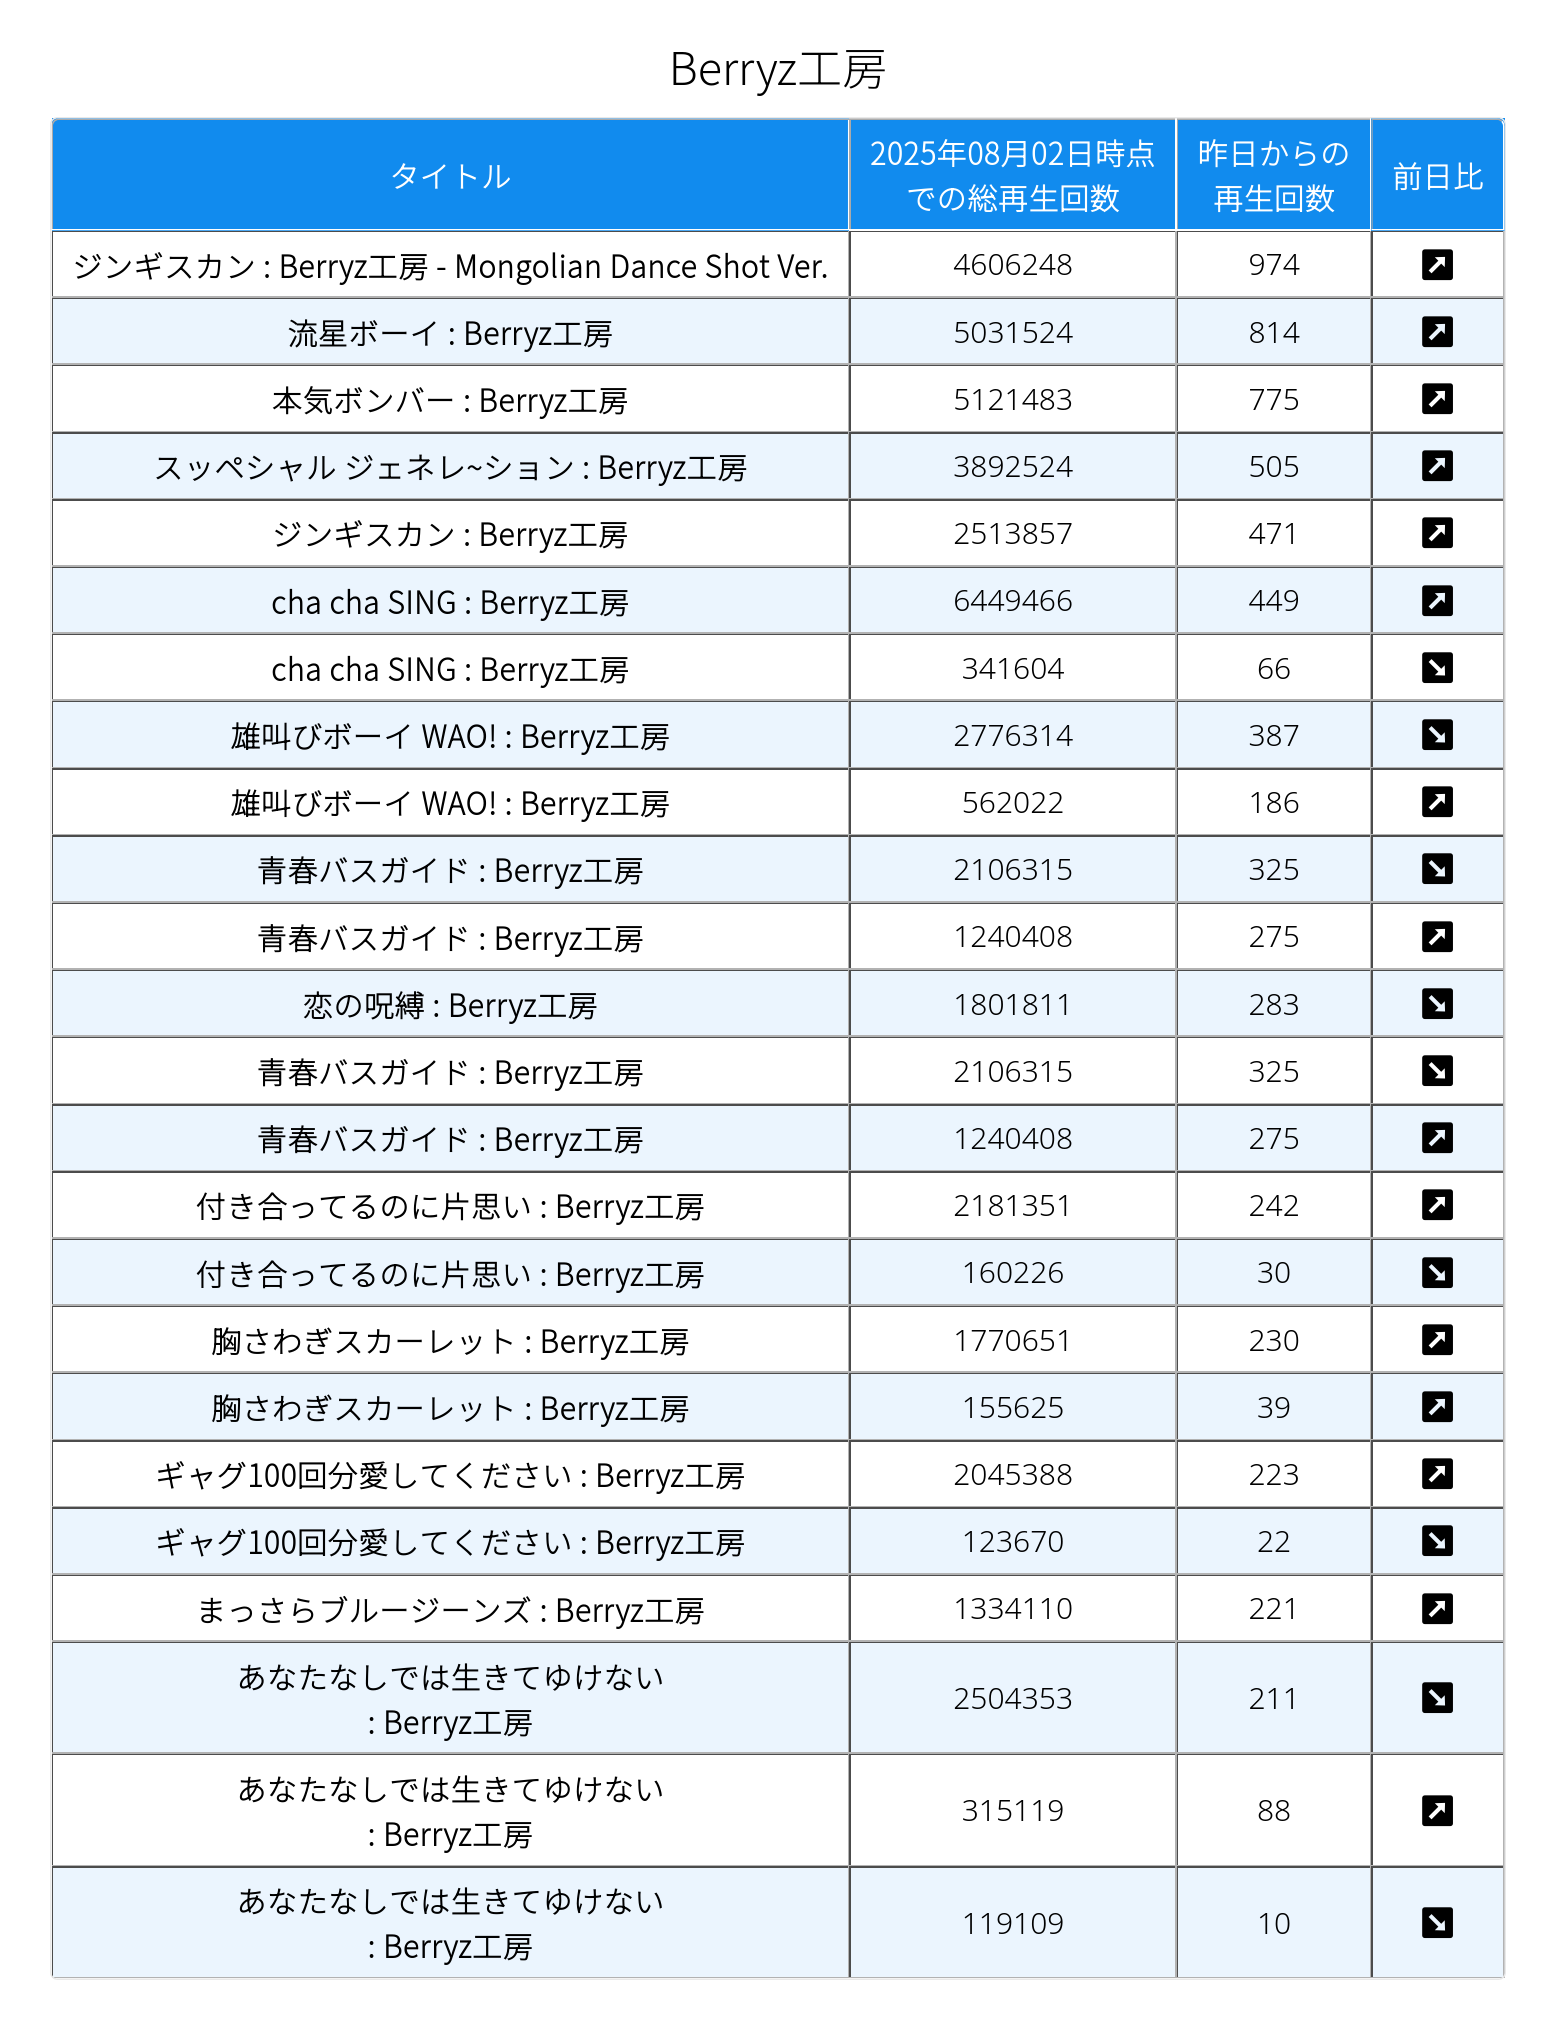 Berryz工房
タイトル
2025年08月02日時点
での総再生回数
昨日からの
再生回数
前日比
ジンギスカン : Berryz工房 - Mongolian Dance Shot Ver. 4606248 974
流星ボーイ : Berryz工房 5031524 814
本気ボンバー : Berryz工房 5121483 775
スッペシャル ジェネレ~ション : Berryz工房 3892524 505
ジンギスカン : Berryz工房 2513857 471
cha cha SING : Berryz工房 6449466 449
cha cha SING : Berryz工房 341604 66
雄叫びボーイ WAO! : Berryz工房 2776314 387
雄叫びボーイ WAO! : Berryz工房 562022 186
青春バスガイド : Berryz工房 2106315 325
青春バスガイド : Berryz工房 1240408 275
恋の呪縛 : Berryz工房 1801811 283
青春バスガイド : Berryz工房 2106315 325
青春バスガイド : Berryz工房 1240408 275
付き合ってるのに片思い : Berryz工房 2181351 242
付き合ってるのに片思い : Berryz工房 160226 30
胸さわぎスカーレット : Berryz工房 1770651 230
胸さわぎスカーレット : Berryz工房 155625 39
ギャグ100回分愛してください : Berryz工房 2045388 223
ギャグ100回分愛してください : Berryz工房 123670 22
まっさらブルージーンズ : Berryz工房 1334110 221
あなたなしでは生きてゆけない
: Berryz工房 2504353 211
あなたなしでは生きてゆけない
: Berryz工房 315119 88
あなたなしでは生きてゆけない
: Berryz工房 119109 10